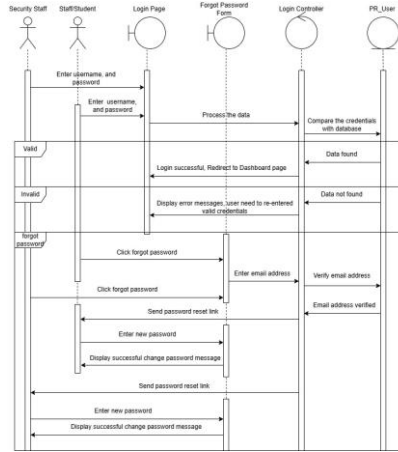 Security Staff
Staff/Student
Login Page
Forgot Password
Form
Login Controller
PR_User
Enter username, and
password
Enter username,
and password
Process the data
Compare the credentials
with database
Valid
Data found
Login successful, Redirect to Dashboard page
Invalid
Data not found
Display error messages, user need to re-entered
valid credentials
forgot
password
Click forgot password
Enter email address
Verify email address
Click forgot password
Email address verified
Send password reset link
Enter new password
Display successful change password message
Send password reset link
Enter new password
Display successful change password message